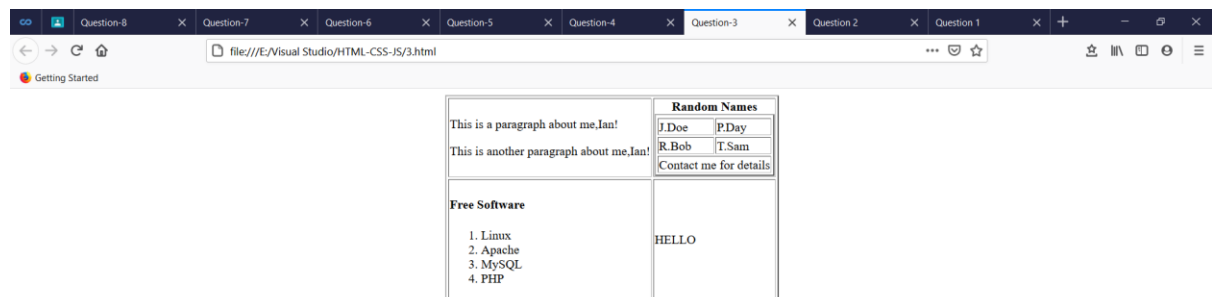 Question-8 Question-7 Question-6 Question-5 Question-4 Question-3 Question 2 Question 1
file:///E:/Visual Studio/HTML-CSS-JS/3.html
Getting Started
This is a paragraph about me,Ian!
This is another paragraph about me,Ian!
Random Names
J.Doe P.Day
R.Bob T.Sam
Contact me for details
Free Software
1. Linux
2. Apache
3. MySQL
4. PHP
HELLO